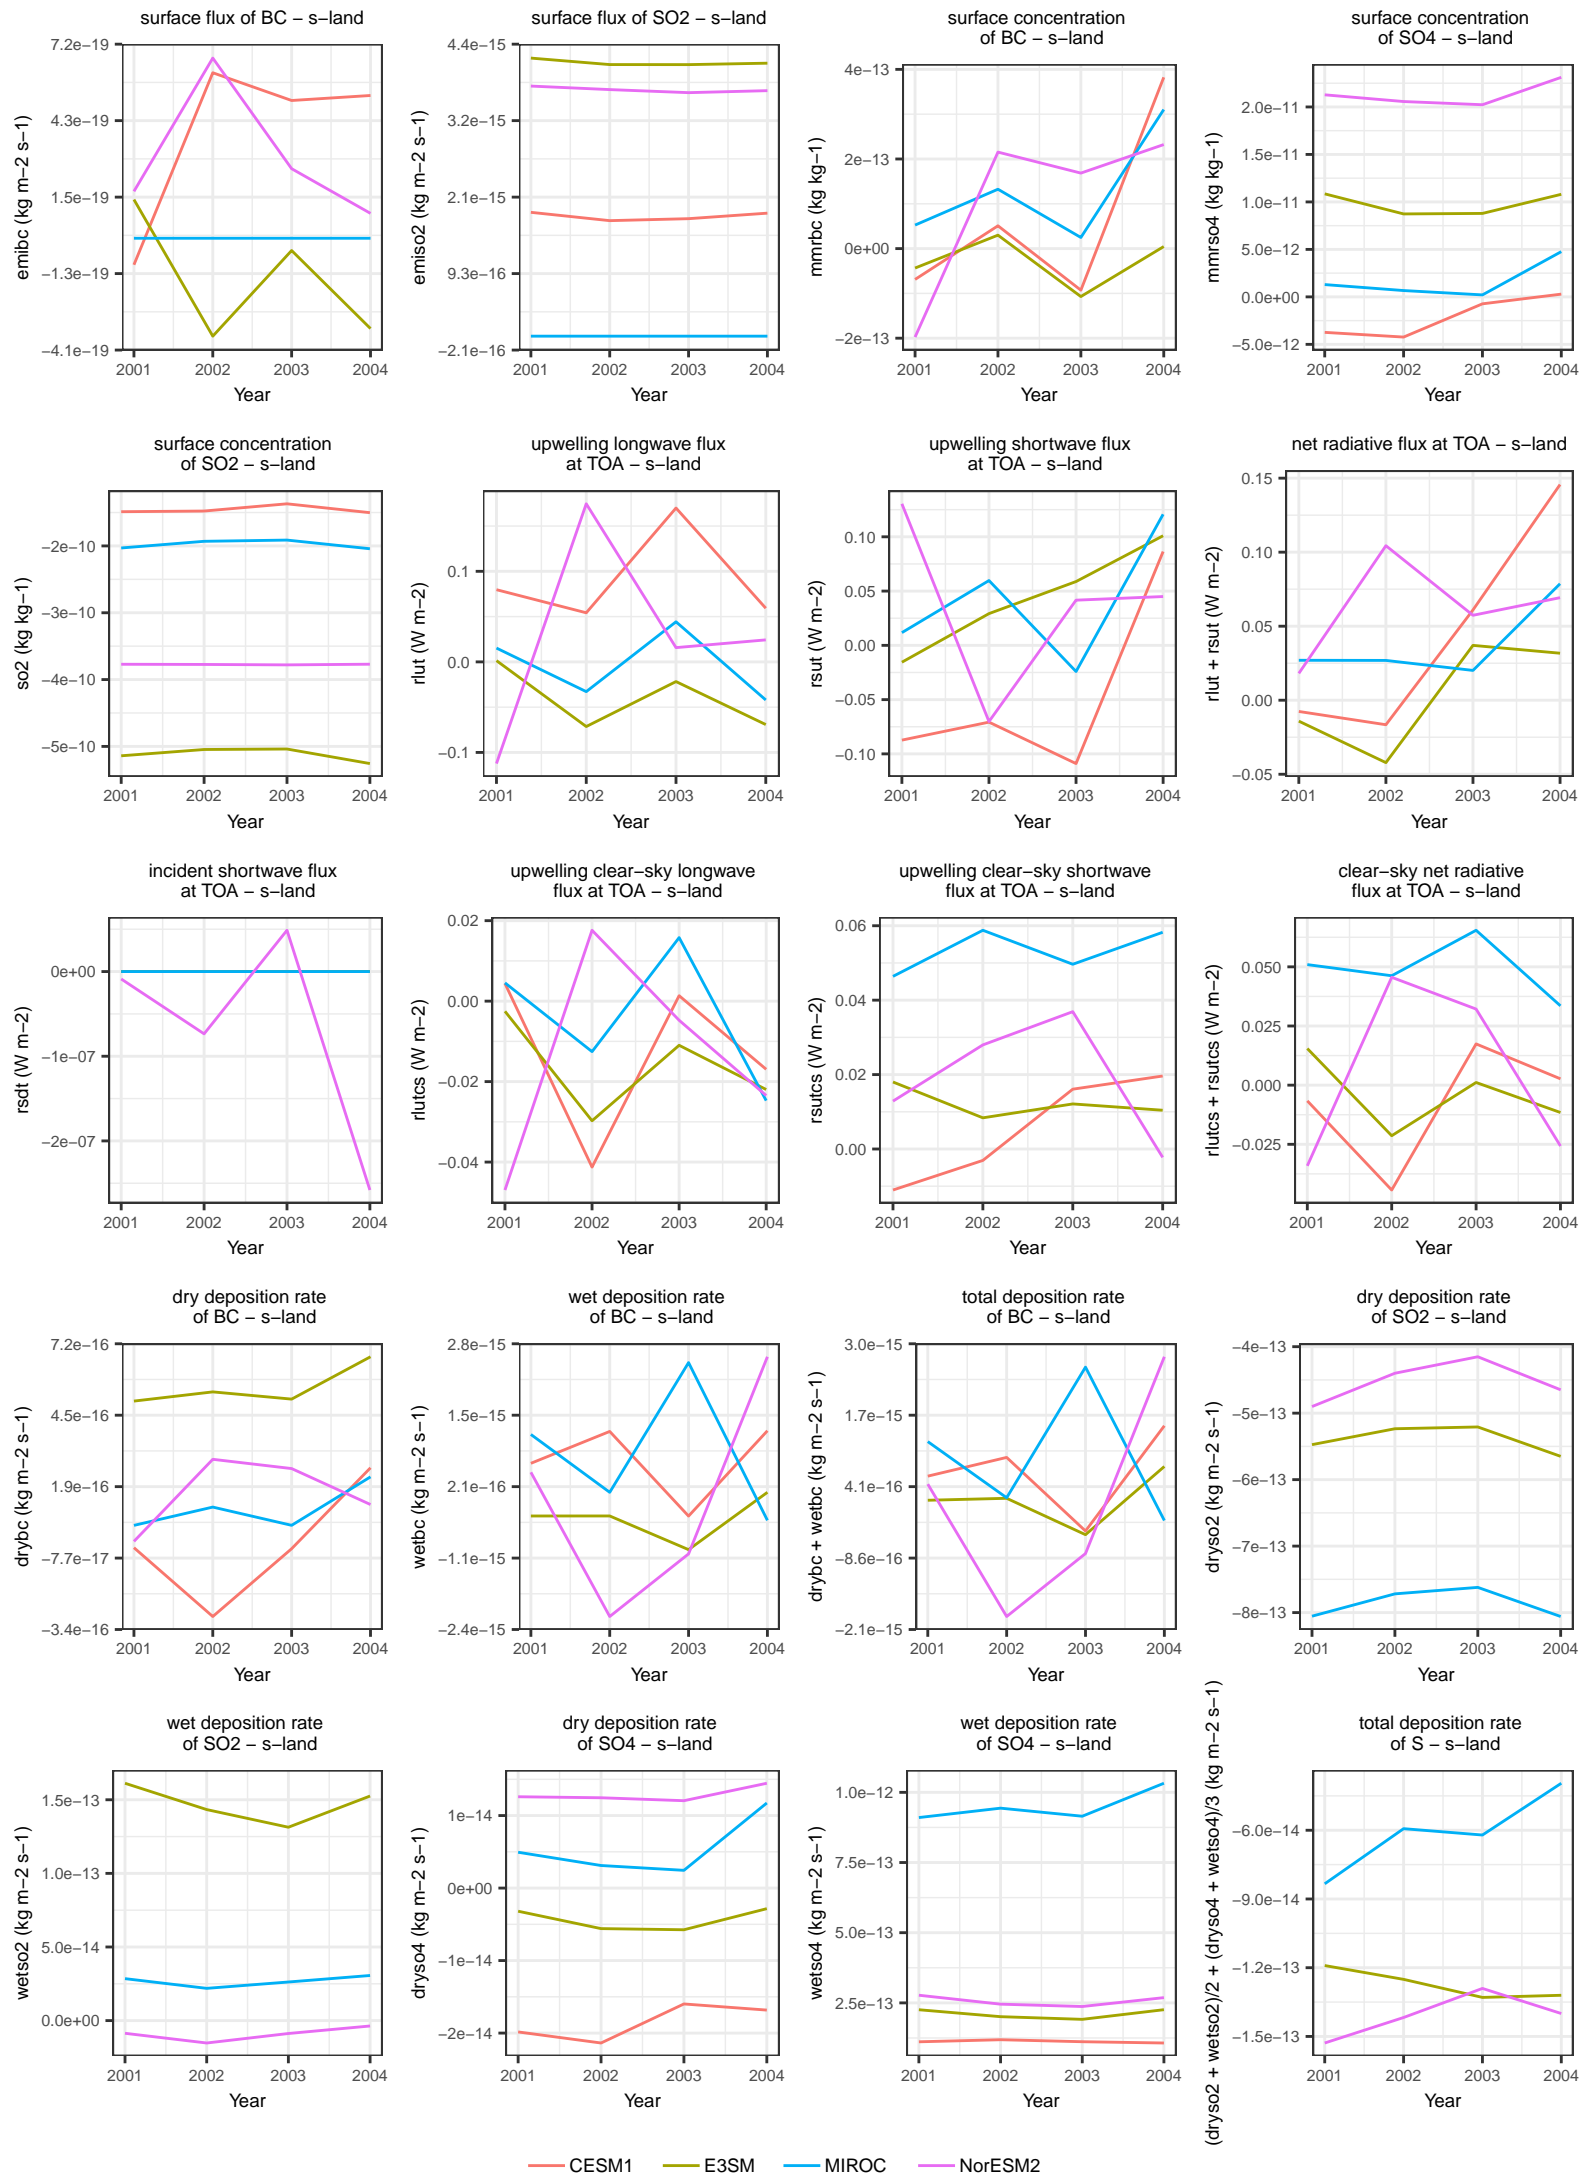 surface flux of BC − s−land
7.2e−19
4.3e−19
1.5e−19
−1.3e−19
−4.1e−19
emibc (kg m−2 s−1)
2001 2002 2003 2004
Year
surface flux of SO2 − s−land
4.4e−15
3.2e−15
2.1e−15
9.3e−16
−2.1e−16
emiso2 (kg m−2 s−1)
2001 2002 2003 2004
Year
surface concentration
of BC − s−land
4e−13
2e−13
0e+00
−2e−13
mmrbc (kg kg−1)
2001 2002 2003 2004
Year
surface concentration
of SO4 − s−land
2.0e−11
1.5e−11
1.0e−11
5.0e−12
0.0e+00
−5.0e−12
mmrso4 (kg kg−1)
2001 2002 2003 2004
Year
surface concentration
of SO2 − s−land
−2e−10
−3e−10
−4e−10
−5e−10
so2 (kg kg−1)
2001 2002 2003 2004
Year
upwelling longwave flux
at TOA − s−land
0.1
0.0
−0.1
rlut (W m−2)
2001 2002 2003 2004
Year
upwelling shortwave flux
at TOA − s−land
0.10
0.05
0.00
−0.05
−0.10
rsut (W m−2)
2001 2002 2003 2004
Year
net radiative flux at TOA − s−land
0.15
0.10
0.05
0.00
−0.05
rlut + rsut (W m−2)
2001 2002 2003 2004
Year
incident shortwave flux
at TOA − s−land
0e+00
−1e−07
−2e−07
rsdt (W m−2)
2001 2002 2003 2004
Year
upwelling clear−sky longwave
flux at TOA − s−land
0.02
0.00
−0.02
−0.04
rlutcs (W m−2)
2001 2002 2003 2004
Year
upwelling clear−sky shortwave
flux at TOA − s−land
0.06
0.04
0.02
0.00
rsutcs (W m−2)
2001 2002 2003 2004
Year
clear−sky net radiative
flux at TOA − s−land
0.050
0.025
0.000
−0.025
rlutcs + rsutcs (W m−2)
2001 2002 2003 2004
Year
dry deposition rate
of BC − s−land
7.2e−16
4.5e−16
1.9e−16
−7.7e−17
−3.4e−16
drybc (kg m−2 s−1)
2001 2002 2003 2004
Year
wet deposition rate
of BC − s−land
2.8e−15
1.5e−15
2.1e−16
−1.1e−15
−2.4e−15
wetbc (kg m−2 s−1)
2001 2002 2003 2004
Year
total deposition rate
of BC − s−land
3.0e−15
1.7e−15
4.1e−16
−8.6e−16
−2.1e−15
drybc + wetbc (kg m−2 s−1)
2001 2002 2003 2004
Year
dry deposition rate
of SO2 − s−land
−4e−13
−5e−13
−6e−13
−7e−13
−8e−13
dryso2 (kg m−2 s−1)
2001 2002 2003 2004
Year
wet deposition rate
of SO2 − s−land
1.5e−13
1.0e−13
5.0e−14
0.0e+00
wetso2 (kg m−2 s−1)
2001 2002 2003 2004
Year
dry deposition rate
of SO4 − s−land
1e−14
0e+00
−1e−14
−2e−14
dryso4 (kg m−2 s−1)
2001 2002 2003 2004
Year
wet deposition rate
of SO4 − s−land
1.0e−12
7.5e−13
5.0e−13
2.5e−13
wetso4 (kg m−2 s−1)
2001 2002 2003 2004
Year
total deposition rate
of S − s−land
−6.0e−14
−9.0e−14
−1.2e−13
−1.5e−13
(dryso2 + wetso2)/2 + (dryso4 + wetso4)/3 (kg m−2 s−1)
2001 2002 2003 2004
Year
CESM1 E3SM MIROC NorESM2